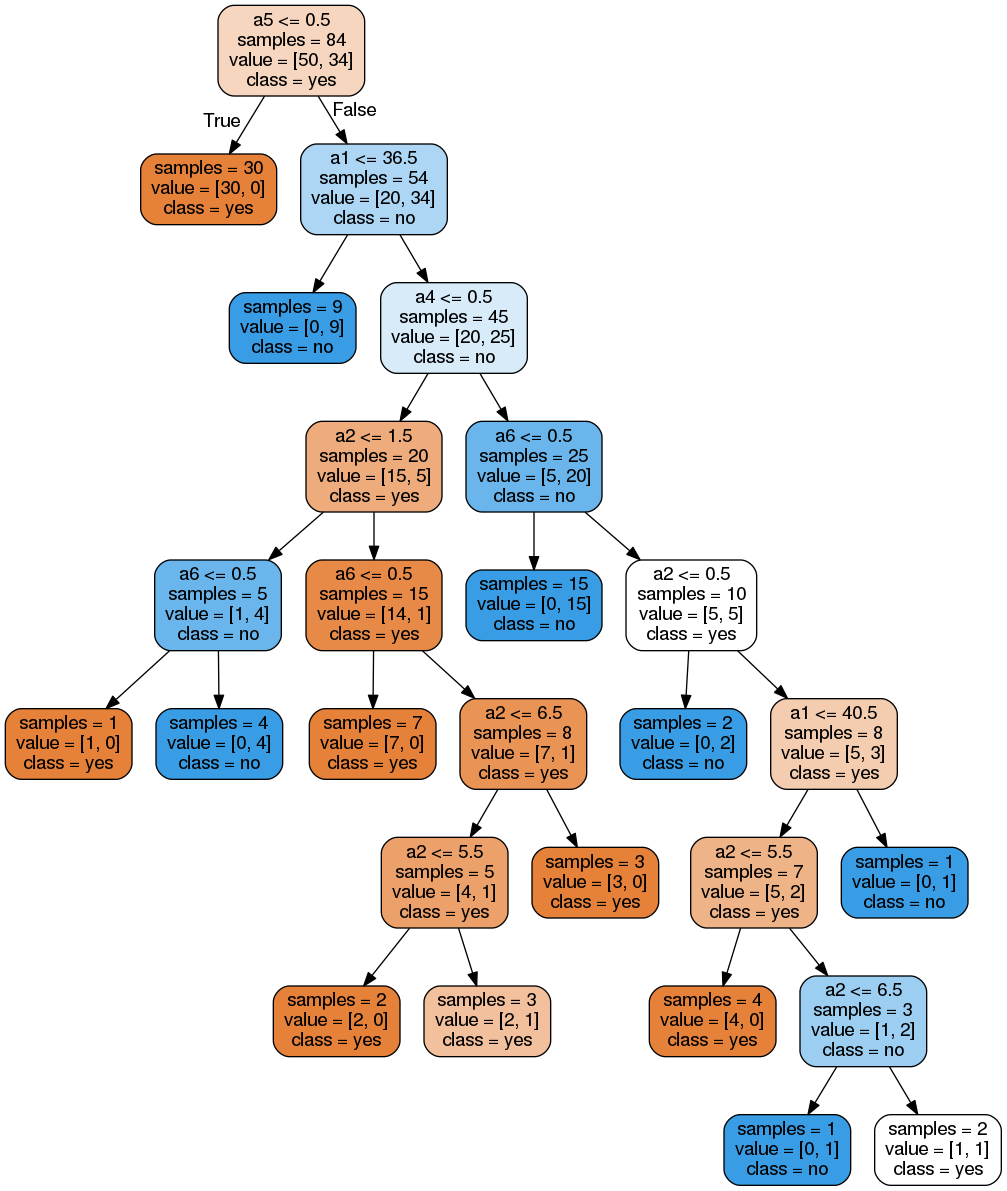 a5 <= 0.5
samples = 84
value = [50, 34]
class = yes
True
False
samples = 30
value = [30, 0]
class = yes
a1 <= 36.5
samples = 54
value = [20, 34]
class = no
samples = 9
value = [0, 9]
class = no
a4 <= 0.5
samples = 45
value = [20, 25]
class = no
a2 <= 1.5
samples = 20
value = [15, 5]
class = yes
a6 <= 0.5
samples = 25
value = [5, 20]
class = no
a6 <= 0.5
samples = 5
value = [1, 4]
class = no
a6 <= 0.5
samples = 15
value = [14, 1]
class = yes
samples = 15
value = [0, 15]
class = no
a2 <= 0.5
samples = 10
value = [5, 5]
class = yes
samples = 1
value = [1, 0]
class = yes
samples = 4
value = [0, 4]
class = no
samples = 7
value = [7, 0]
class = yes
a2 <= 6.5
samples = 8
value = [7, 1]
class = yes
samples = 2
value = [0, 2]
class = no
a1 <= 40.5
samples = 8
value = [5, 3]
class = yes
a2 <= 5.5
samples = 5
value = [4, 1]
class = yes
samples = 3
value = [3, 0]
class = yes
a2 <= 5.5
samples = 7
value = [5, 2]
class = yes
samples = 1
value = [0, 1]
class = no
samples = 2
value = [2, 0]
class = yes
samples = 3
value = [2, 1]
class = yes
samples = 4
value = [4, 0]
class = yes
a2 <= 6.5
samples = 3
value = [1, 2]
class = no
samples = 1
value = [0, 1]
class = no
samples = 2
value = [1, 1]
class = yes